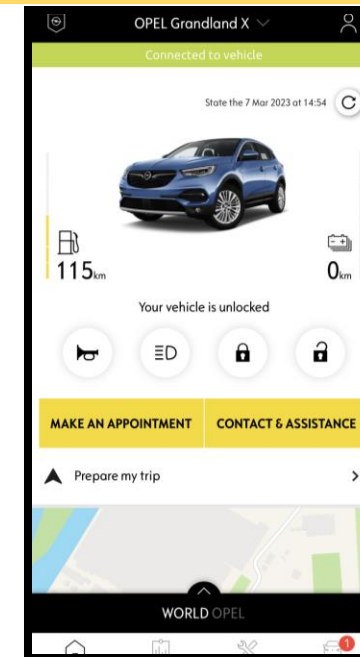 OPEL Grandland X
Connected to vehicle
State the 7 Mar 2023 at 14:54
115km
0km
Your vehicle is unlocked
MAKE AN APPOINTMENT
CONTACT & ASSISTANCE
Prepare my trip
WORLD OPEL
1